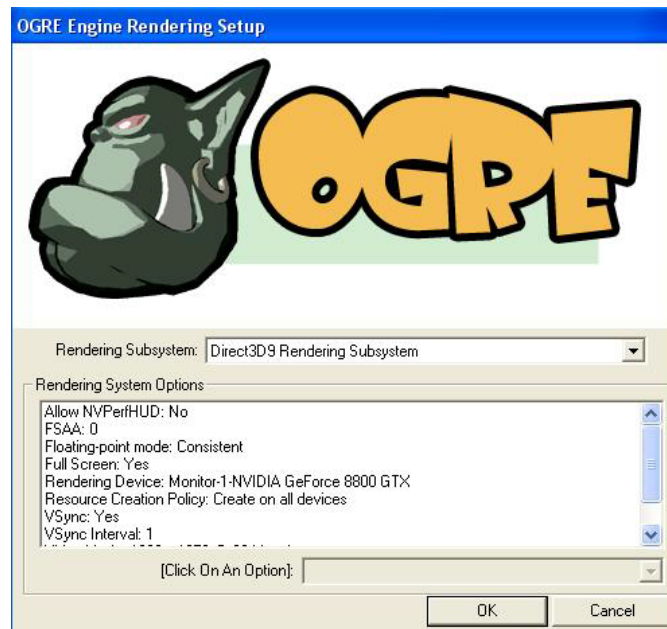 OGRE Engine Rendering Setup
OGRE
Rendering Subsystem: Direct3D9 Rendering Subsystem
Rendering System Options
Allow NVPerfHUD: No
FSAA: 0
Floating-point mode: Consistent
Full Screen: Yes
Rendering Device: Monitor-1-NVIDIA GeForce 8800 GTX
Resource Creation Policy: Create on all devices
VSync: Yes
VSync Interval: 1
[Click On An Option]:
OK Cancel